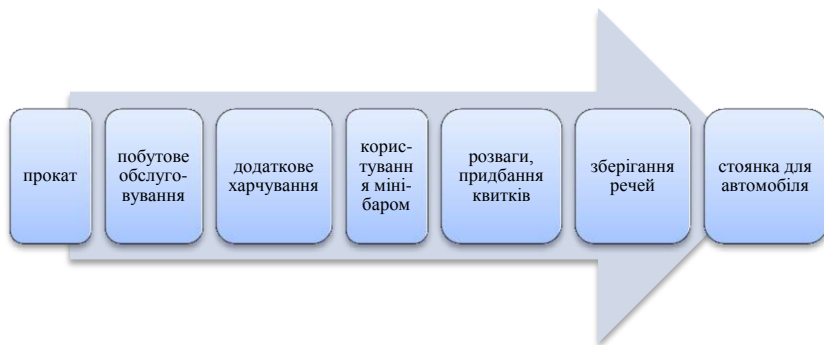 прокат
побутове
обслуго-
вування
додаткове
харчування
корис-
туванн
я міні-
баром
розваги,
придбання
квитків
зберігання
речей
стоянка для
автомобіля